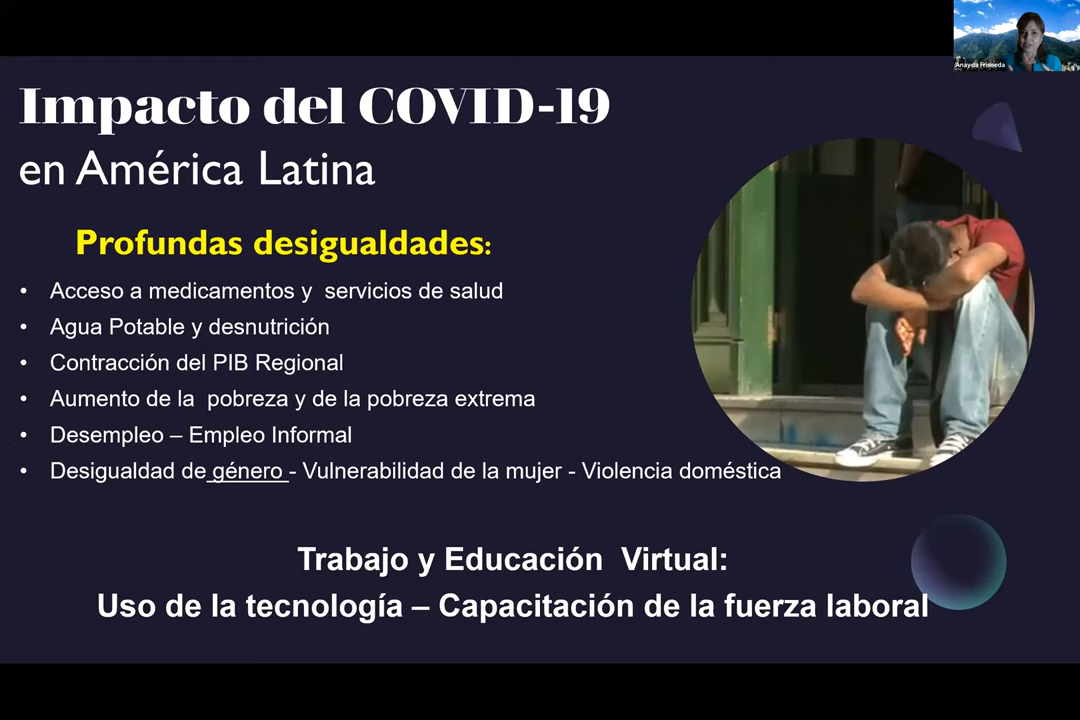 Impacto del COVID-19
en América Latina
Profundas desigualdades:
• Acceso a medicamentos y servicios de salud
• Agua Potable y desnutrición
• Contracción del PIB Regional
• Aumento de la pobreza y de la pobreza extrema
• Desempleo – Empleo Informal
• Desigualdad de género - Vulnerabilidad de la mujer - Violencia doméstica
Trabajo y Educación Virtual:
Uso de la tecnología – Capacitación de la fuerza laboral